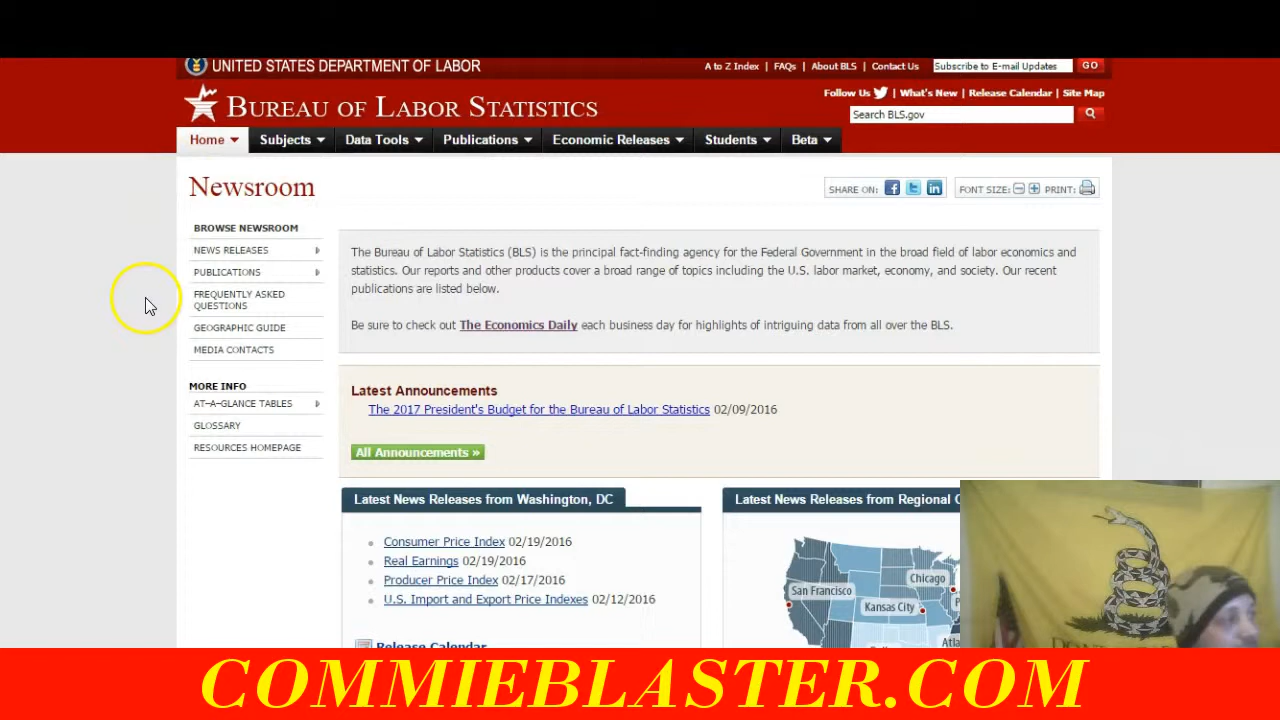 UNITED STATES DEPARTMENT OF LABOR
A to Z Index | FAQs | About BLS | Contact Us
Subscribe to E-mail Updates GO
BUREAU OF LABOR STATISTICS
Follow Us | What's New | Release Calendar | Site Map
Search BLS.gov
Home Subjects Data Tools Publications Economic Releases Students Beta
Newsroom
SHARE ON: FONT SIZE: PRINT:
BROWSE NEWSROOM
NEWS RELEASES
PUBLICATIONS
FREQUENTLY ASKED
QUESTIONS
GEOGRAPHIC GUIDE
MEDIA CONTACTS
MORE INFO
AT-A-GLANCE TABLES
GLOSSARY
RESOURCES HOMEPAGE
The Bureau of Labor Statistics (BLS) is the principal fact-finding agency for the Federal Government in the broad field of labor economics and
statistics. Our reports and other products cover a broad range of topics including the U.S. labor market, economy, and society. Our recent
publications are listed below.
Be sure to check out The Economics Daily each business day for highlights of intriguing data from all over the BLS.
Latest Announcements
The 2017 President's Budget for the Bureau of Labor Statistics 02/09/2016
All Announcements »
Latest News Releases from Washington, DC
Consumer Price Index 02/19/2016
Real Earnings 02/19/2016
Producer Price Index 02/17/2016
U.S. Import and Export Price Indexes 02/12/2016
Release Calendar
Latest News Releases from Regional
San Francisco
Chicago
Kansas City
COMMIEBLASTER.COM